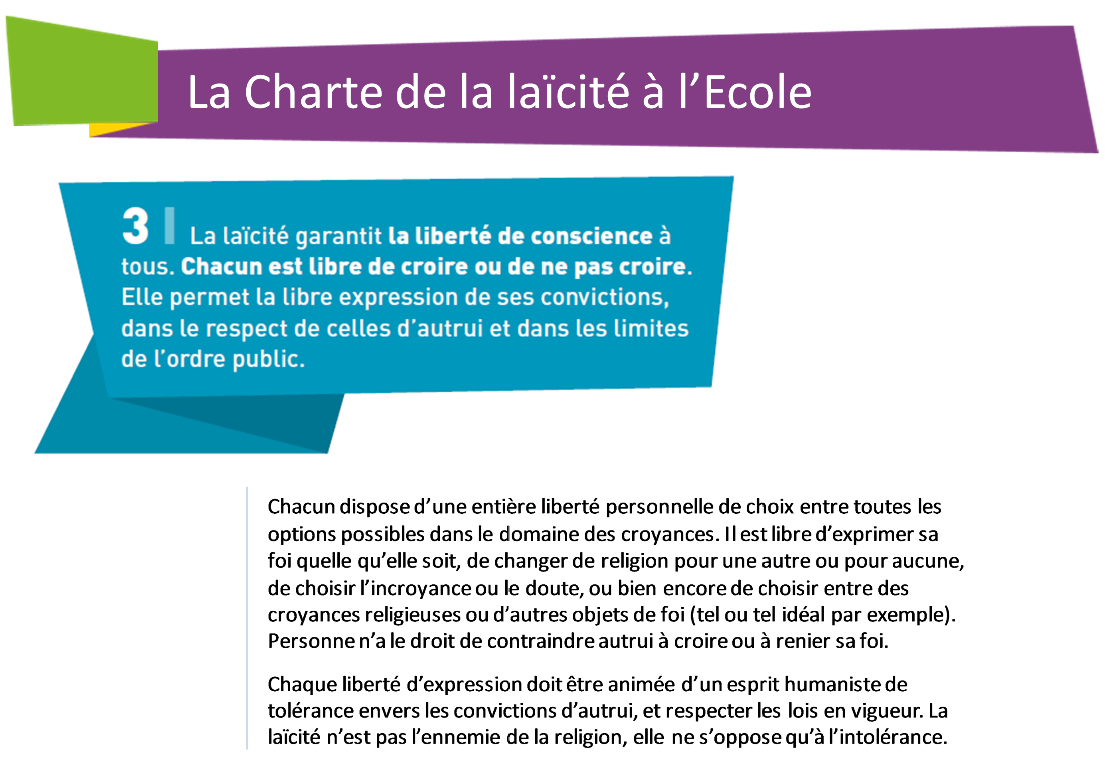 La Charte de la laïcité à l’Ecole
3 | La laïcité garantit la liberté de conscience à
tous. Chacun est libre de croire ou de ne pas croire.
Elle permet la libre expression de ses convictions,
dans le respect de celles d’autrui et dans les limites
de l’ordre public.
Chacun dispose d’une entière liberté personnelle de choix entre toutes les
options possibles dans le domaine des croyances. Il est libre d’exprimer sa
foi quelle qu’elle soit, de changer de religion pour une autre ou pour aucune,
de choisir l’incroyance ou le doute, ou bien encore de choisir entre des
croyances religieuses ou d’autres objets de foi (tel ou tel idéal par exemple).
Personne n’a le droit de contraindre autrui à croire ou à renier sa foi.
Chaque liberté d’expression doit être animée d’un esprit humaniste de
tolérance envers les convictions d’autrui, et respecter les lois en vigueur. La
laïcité n’est pas l’ennemie de la religion, elle ne s’oppose qu’à l’intolérance.